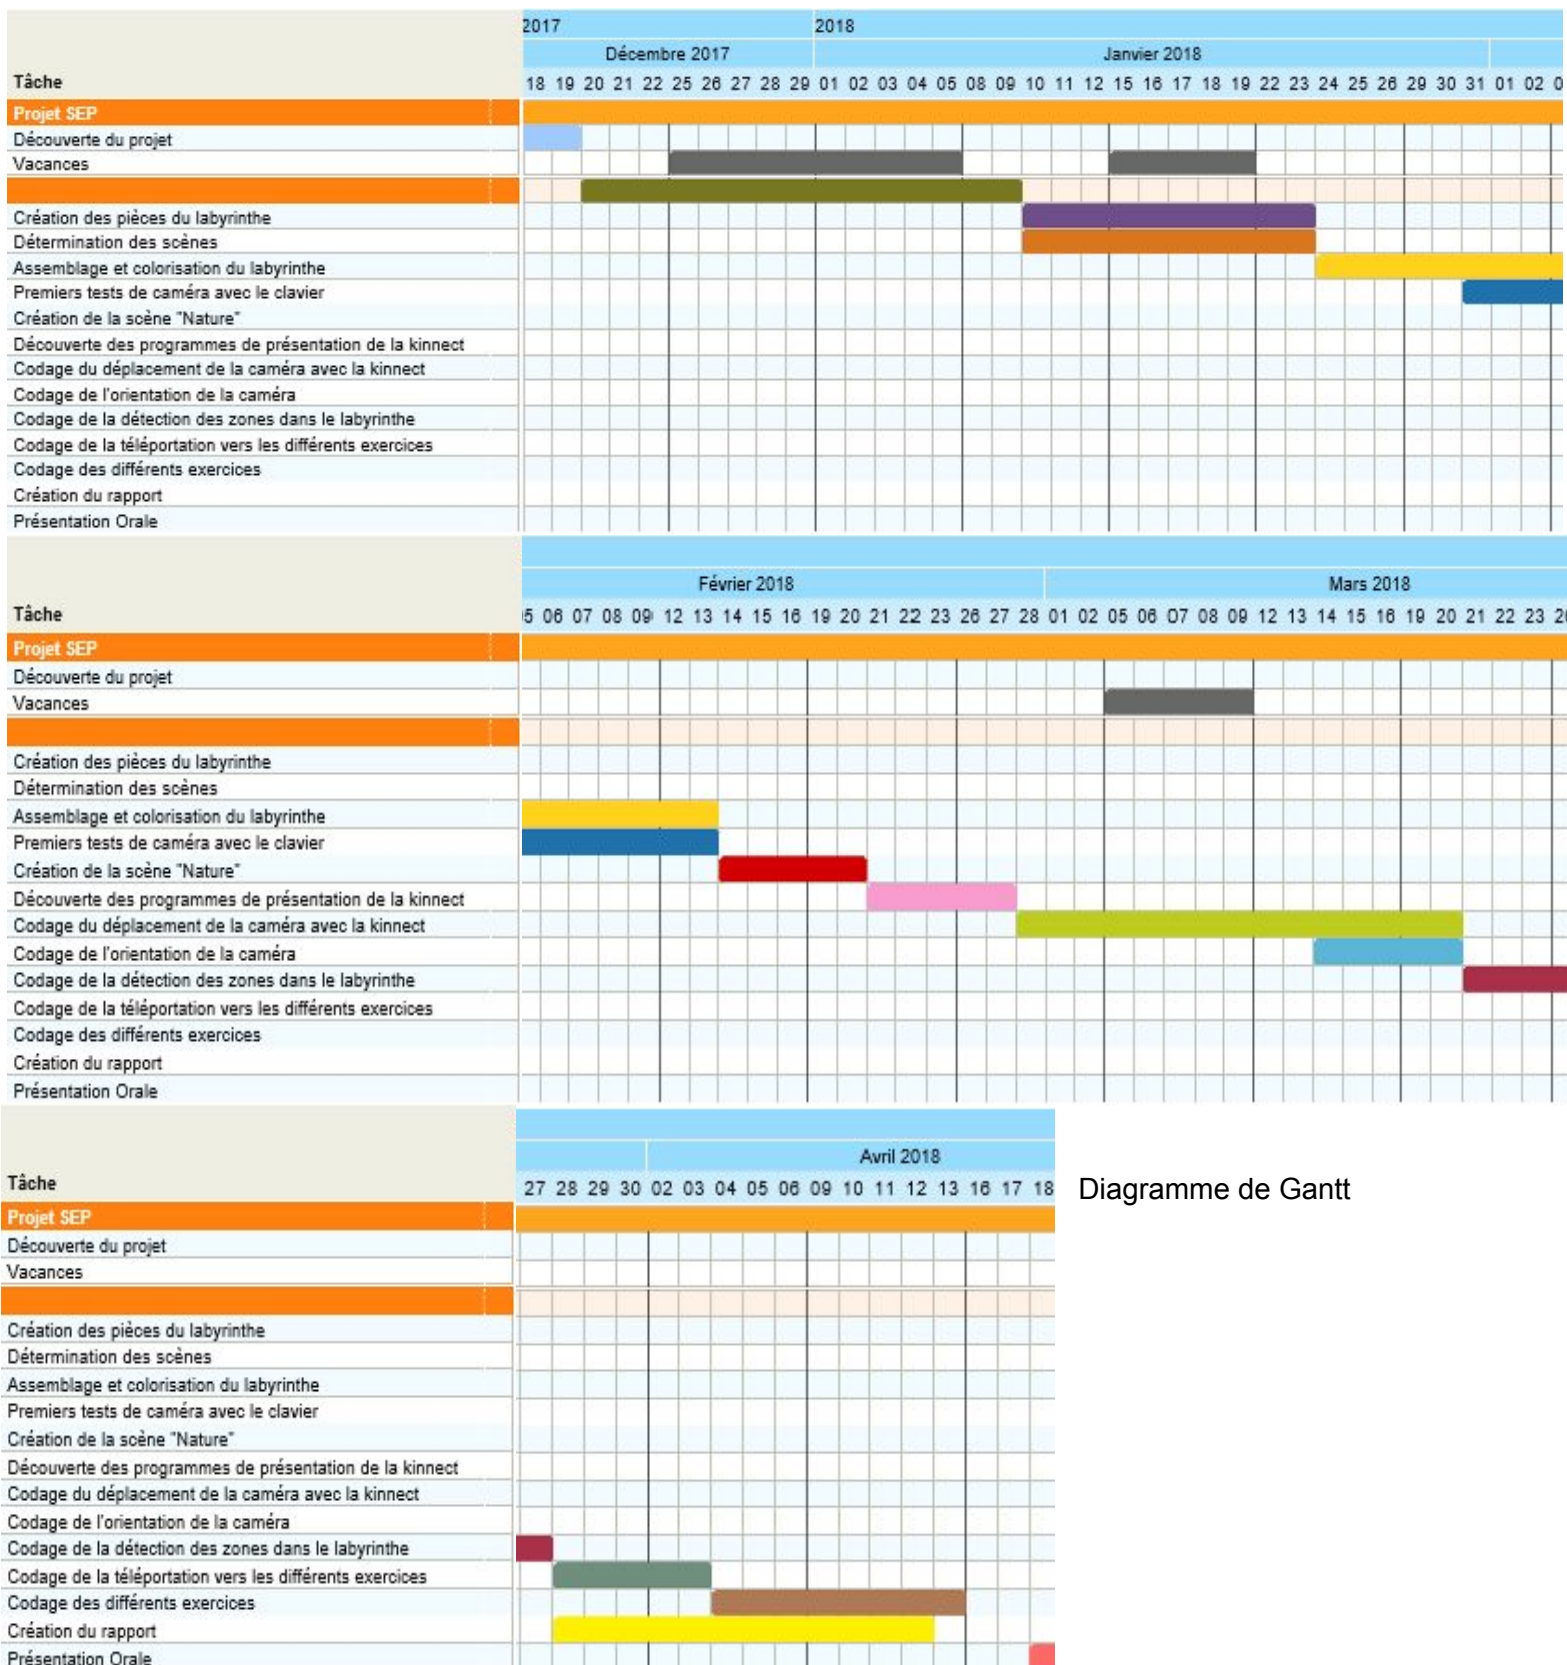 2017 2018
Décembre 2017 Janvier 2018
Tâche 18 19 20 21 22 25 26 27 28 29 01 02 03 04 05 08 09 10 11 12 15 16 17 18 19 22 23 24 25 26 29 30 31 01 02 0
Projet SEP
Découverte du projet
Vacances
Création des pièces du labyrinthe
Détermination des scènes
Assemblage et colorisation du labyrinthe
Premiers tests de caméra avec le clavier
Création de la scène "Nature"
Découverte des programmes de présentation de la kinnect
Codage du déplacement de la caméra avec la kinnect
Codage de l'orientation de la caméra
Codage de la détection des zones dans le labyrinthe
Codage de la téléportation vers les différents exercices
Codage des différents exercices
Création du rapport
Présentation Orale
Février 2018 Mars 2018
Tâche 05 06 07 08 09 12 13 14 15 16 19 20 21 22 23 26 27 28 01 02 05 06 07 08 09 12 13 14 15 16 19 20 21 22 23 26
Projet SEP
Découverte du projet
Vacances
Création des pièces du labyrinthe
Détermination des scènes
Assemblage et colorisation du labyrinthe
Premiers tests de caméra avec le clavier
Création de la scène "Nature"
Découverte des programmes de présentation de la kinnect
Codage du déplacement de la caméra avec la kinnect
Codage de l'orientation de la caméra
Codage de la détection des zones dans le labyrinthe
Codage de la téléportation vers les différents exercices
Codage des différents exercices
Création du rapport
Présentation Orale
Avril 2018
Tâche 27 28 29 30 02 03 04 05 06 09 10 11 12 13 16 17 18 Diagramme de Gantt
Projet SEP
Découverte du projet
Vacances
Création des pièces du labyrinthe
Détermination des scènes
Assemblage et colorisation du labyrinthe
Premiers tests de caméra avec le clavier
Création de la scène "Nature"
Découverte des programmes de présentation de la kinnect
Codage du déplacement de la caméra avec la kinnect
Codage de l'orientation de la caméra
Codage de la détection des zones dans le labyrinthe
Codage de la téléportation vers les différents exercices
Codage des différents exercices
Création du rapport
Présentation Orale